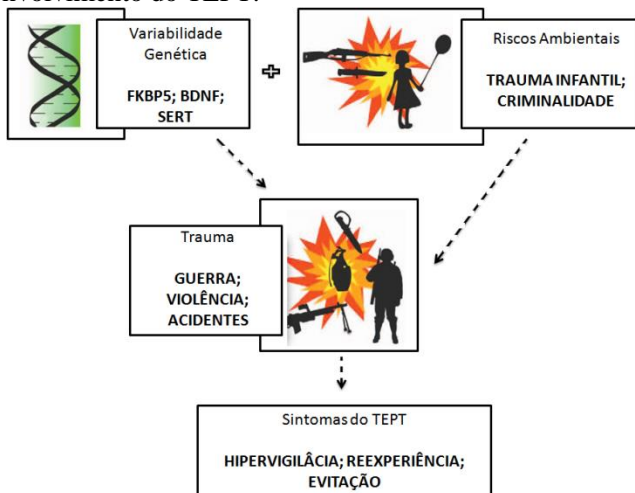 Variabilidade
Genética
FKBP5; BDNF;
SERT
Riscos Ambientais
TRAUMA INFANTIL;
CRIMINALIDADE
Trauma
GUERRA;
VIOLÊNCIA;
ACIDENTES
Sintomas do TEPT
HIPERVIGILÂCIA; REEXPERIÊNCIA;
EVITAÇÃO